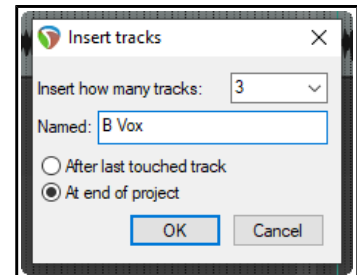 Insert tracks
Insert how many tracks: 3
Named: B Vox
After last touched track
At end of project
OK Cancel